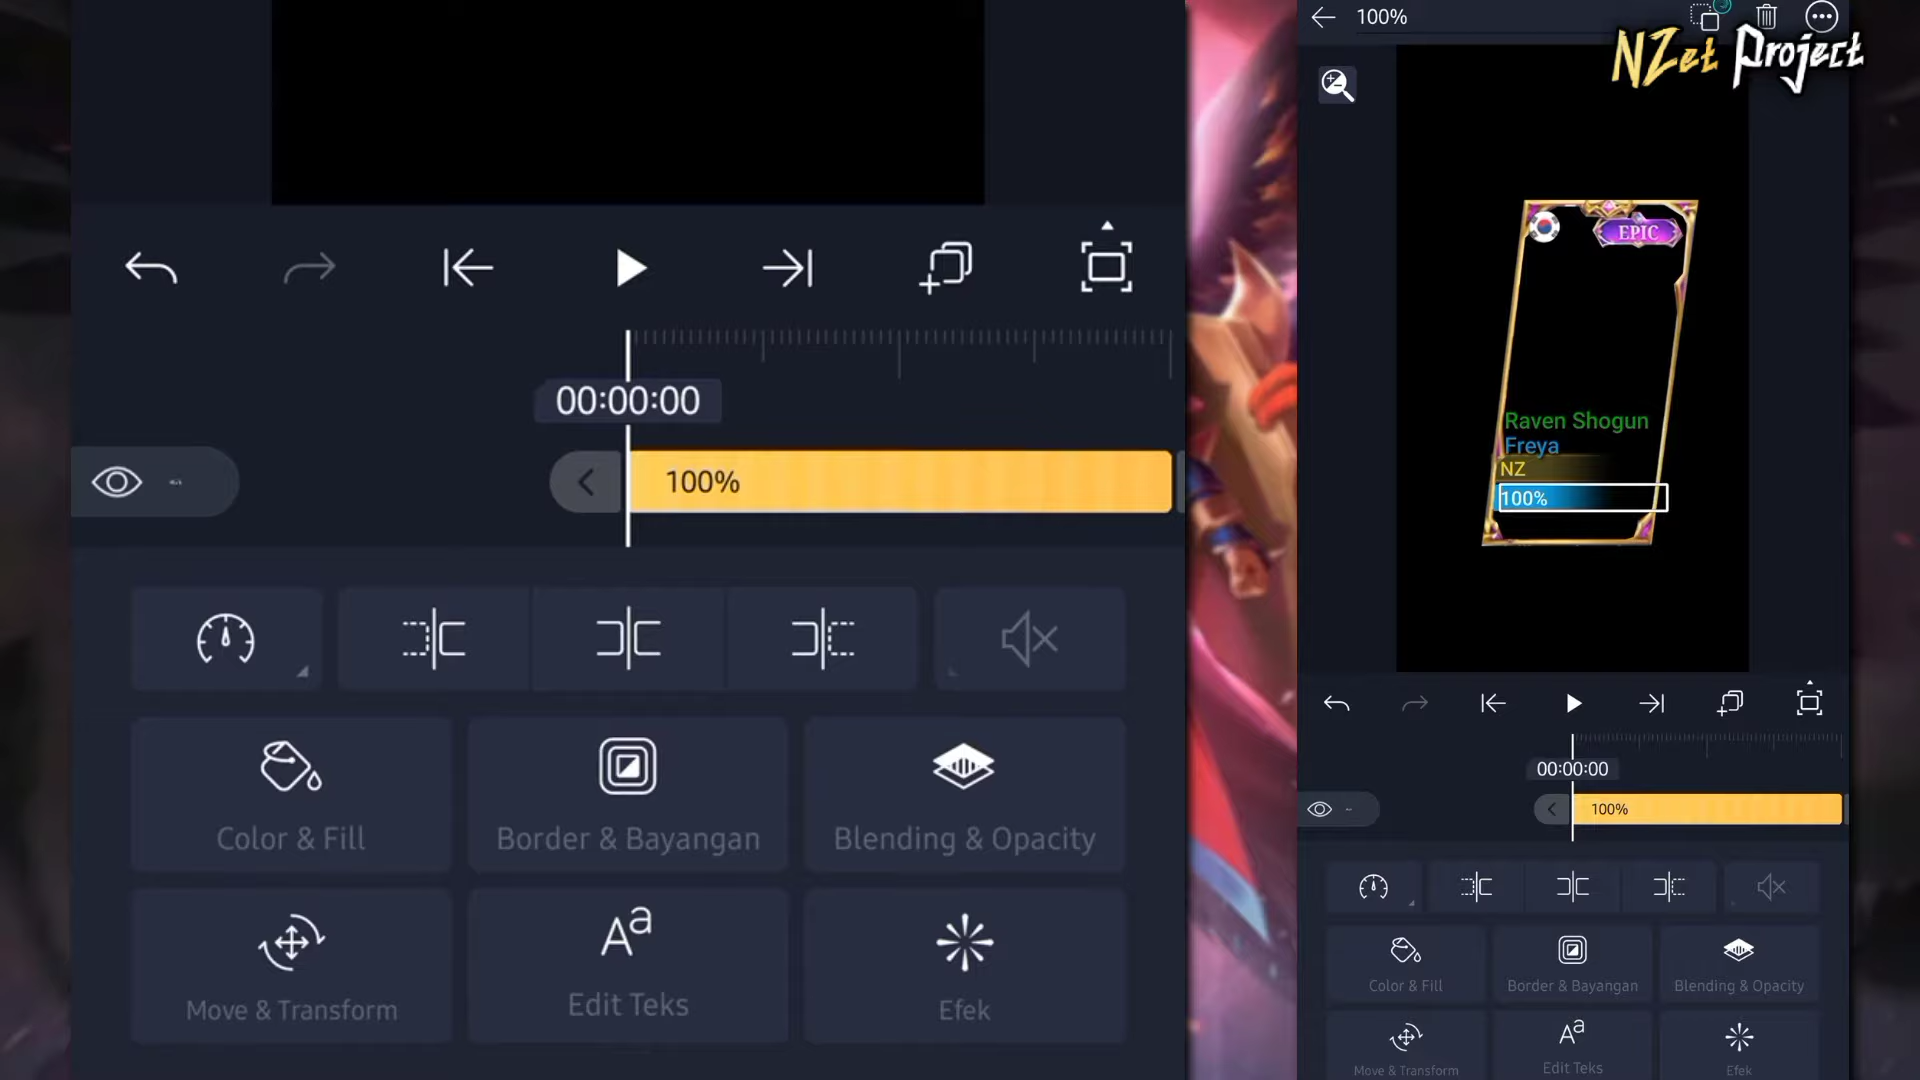 00:00:00
100%
Color & Fill
Border & Bayangan
Blending & Opacity
Move & Transform
Edit Teks
Efek
100%
NZet Project
EPIC
Raven Shogun
Freya
NZ
100%
00:00:00
100%
Color & Fill
Border & Bayangan
Blending & Opacity
Move & Transform
Edit Teks
Efek